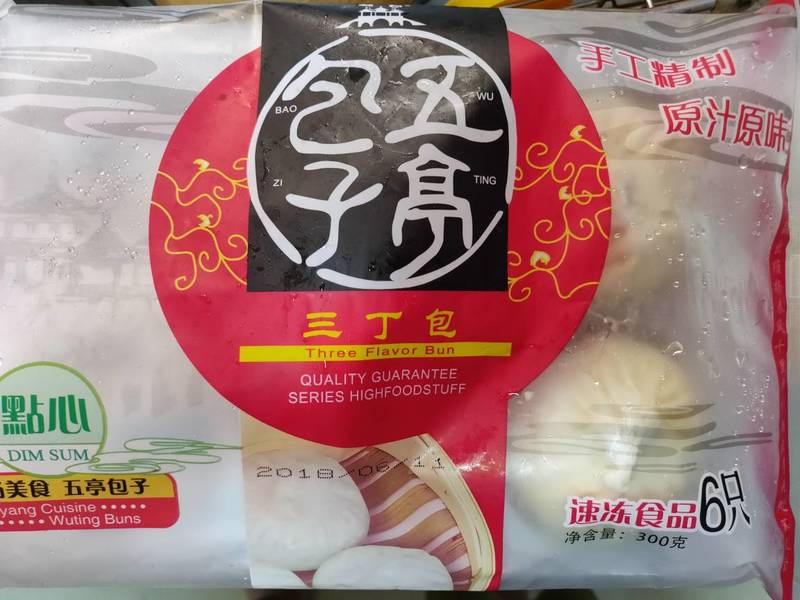 五亭
包子
BAO
WU
ZI
TING
手工精制
原汁原味
三丁包
Three Flavor Bun
QUALITY GUARANTEE
SERIES HIGHFOODSTUFF
點心
DIM SUM
美食 五亭包子
yang Cuisine
Wuting Buns
2018/06/11
速冻食品6只
净含量：300克